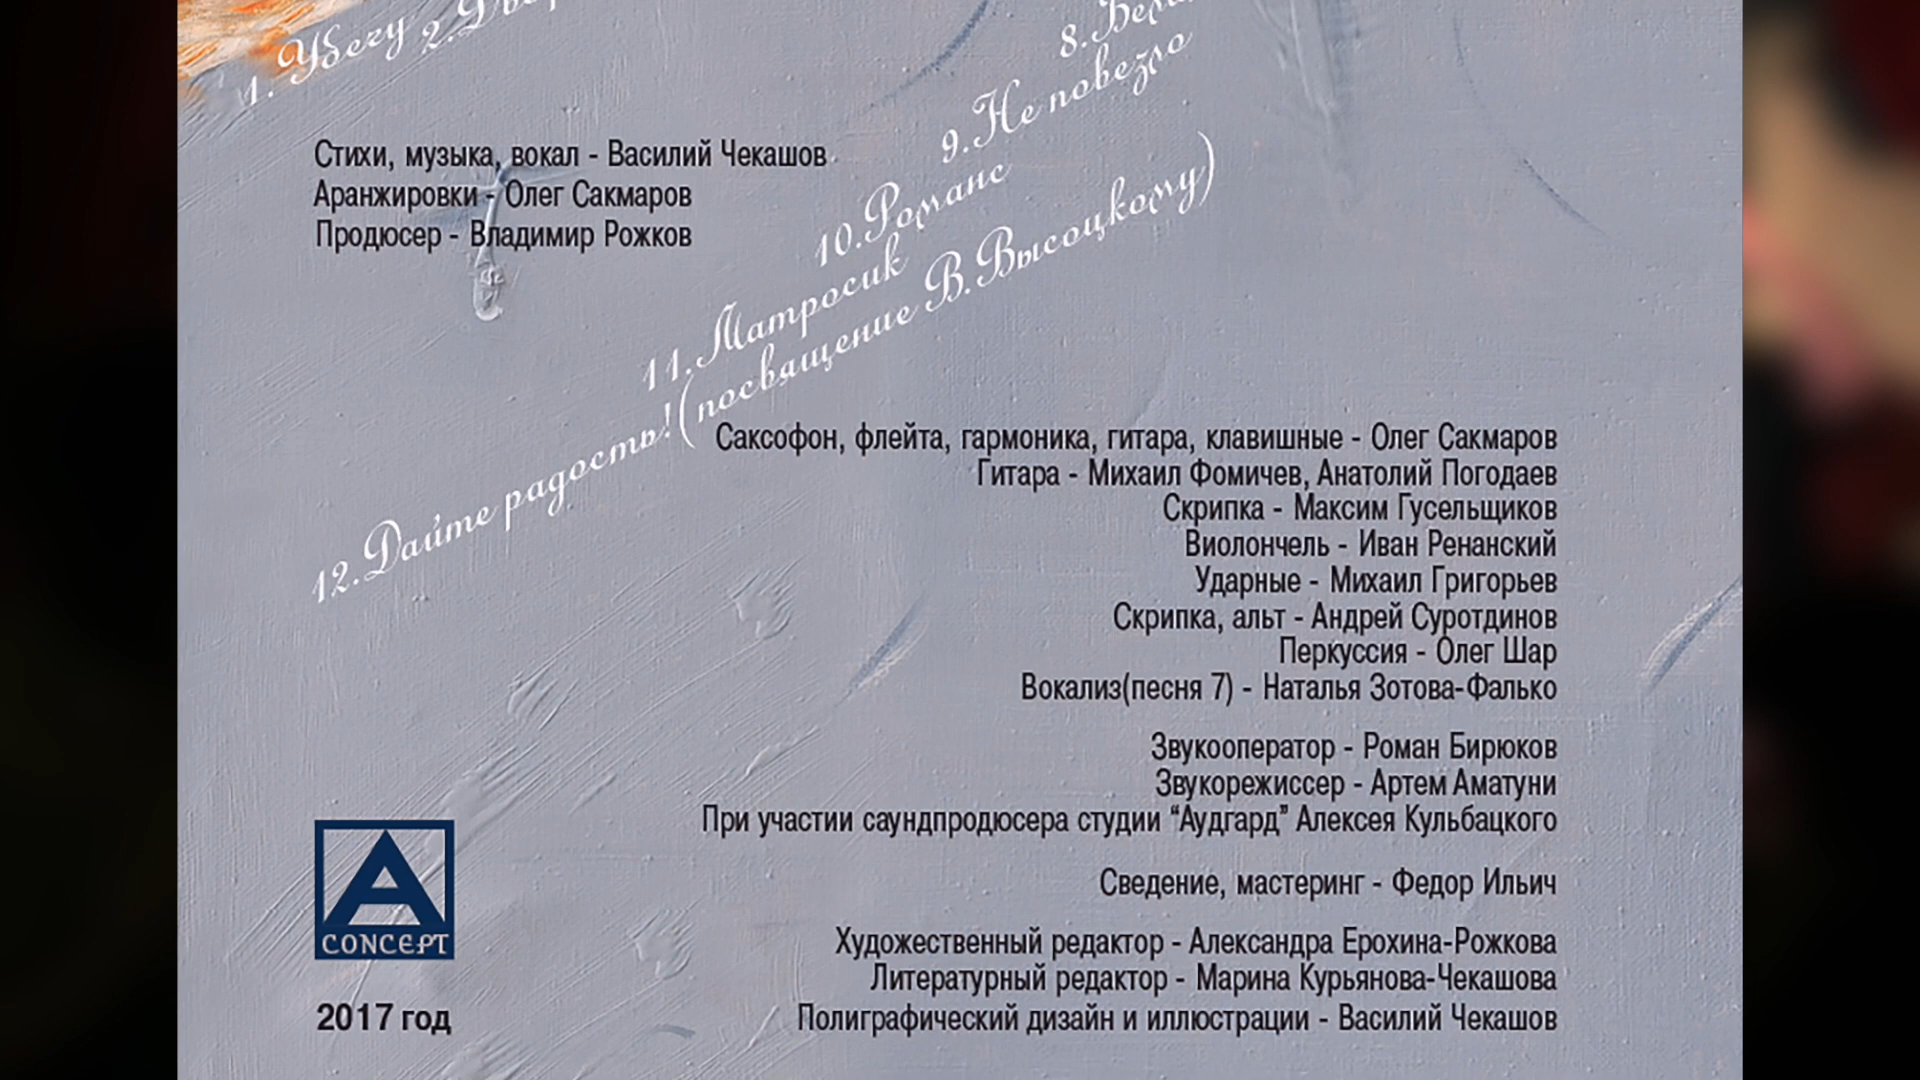 1. Убегу
2.
8.
9. Не повезло
10. Романс
11. Матросик
12. Дайте радость! (посвящение В. Высоцкому)
Стихи, музыка, вокал - Василий Чекашов
Аранжировки - Олег Сакмаров
Продюсер - Владимир Рожков
Саксофон, флейта, гармоника, гитара, клавишные - Олег Сакмаров
Гитара - Михаил Фомичев, Анатолий Погодаев
Скрипка - Максим Гусельщиков
Виолончель - Иван Ренанский
Ударные - Михаил Григорьев
Скрипка, альт - Андрей Суротдинов
Перкуссия - Олег Шар
Вокализ(песня 7) - Наталья Зотова-Фалько
Звукооператор - Роман Бирюков
Звукорежиссер - Артем Аматуни
При участии саундпродюсера студии “Аудгард” Алексея Кульбацкого
Сведение, мастеринг - Федор Ильич
Художественный редактор - Александра Ерохина-Рожкова
Литературный редактор - Марина Курьянова-Чекашова
Полиграфический дизайн и иллюстрации - Василий Чекашов
A
CONCEPT
2017 год